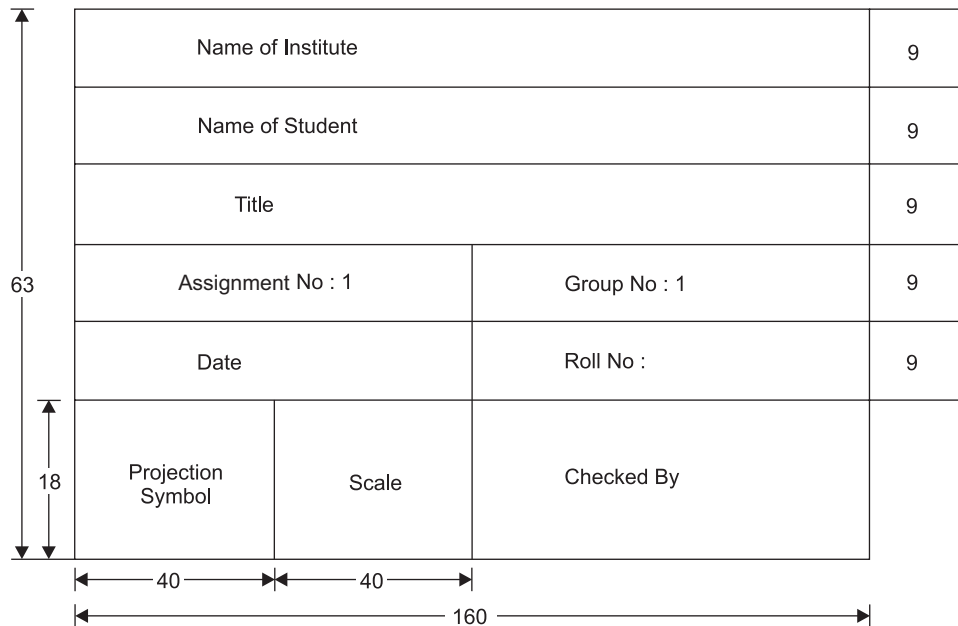 Name of Institute 9
Name of Student 9
Title 9
63
Assignment No : 1 Group No : 1 9
Date Roll No : 9
18
Projection
Symbol
Scale
Checked By
40 40
160